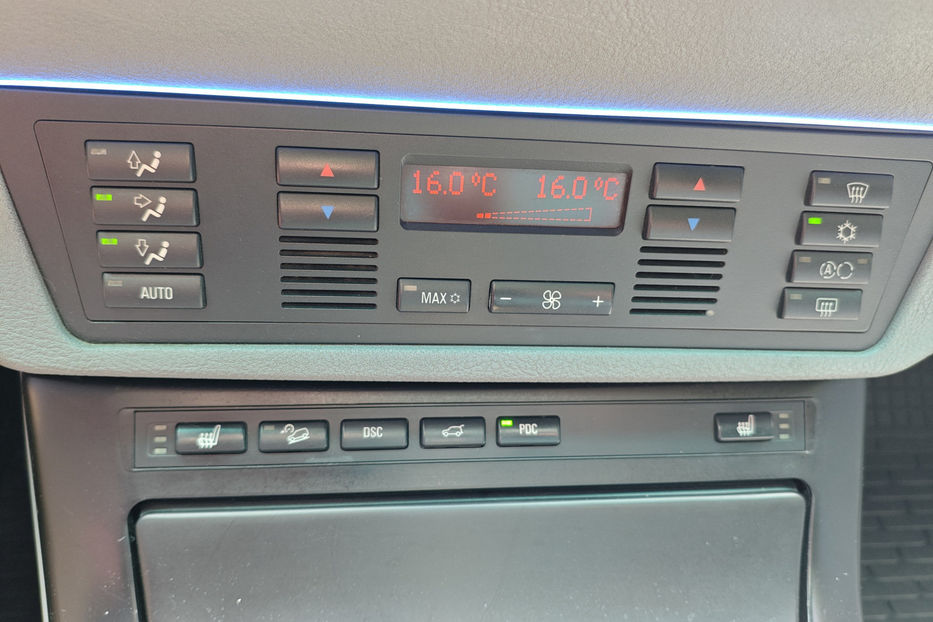 16.0°C 16.0°C
A
AUTO
MAX
− +
DSC
PDC